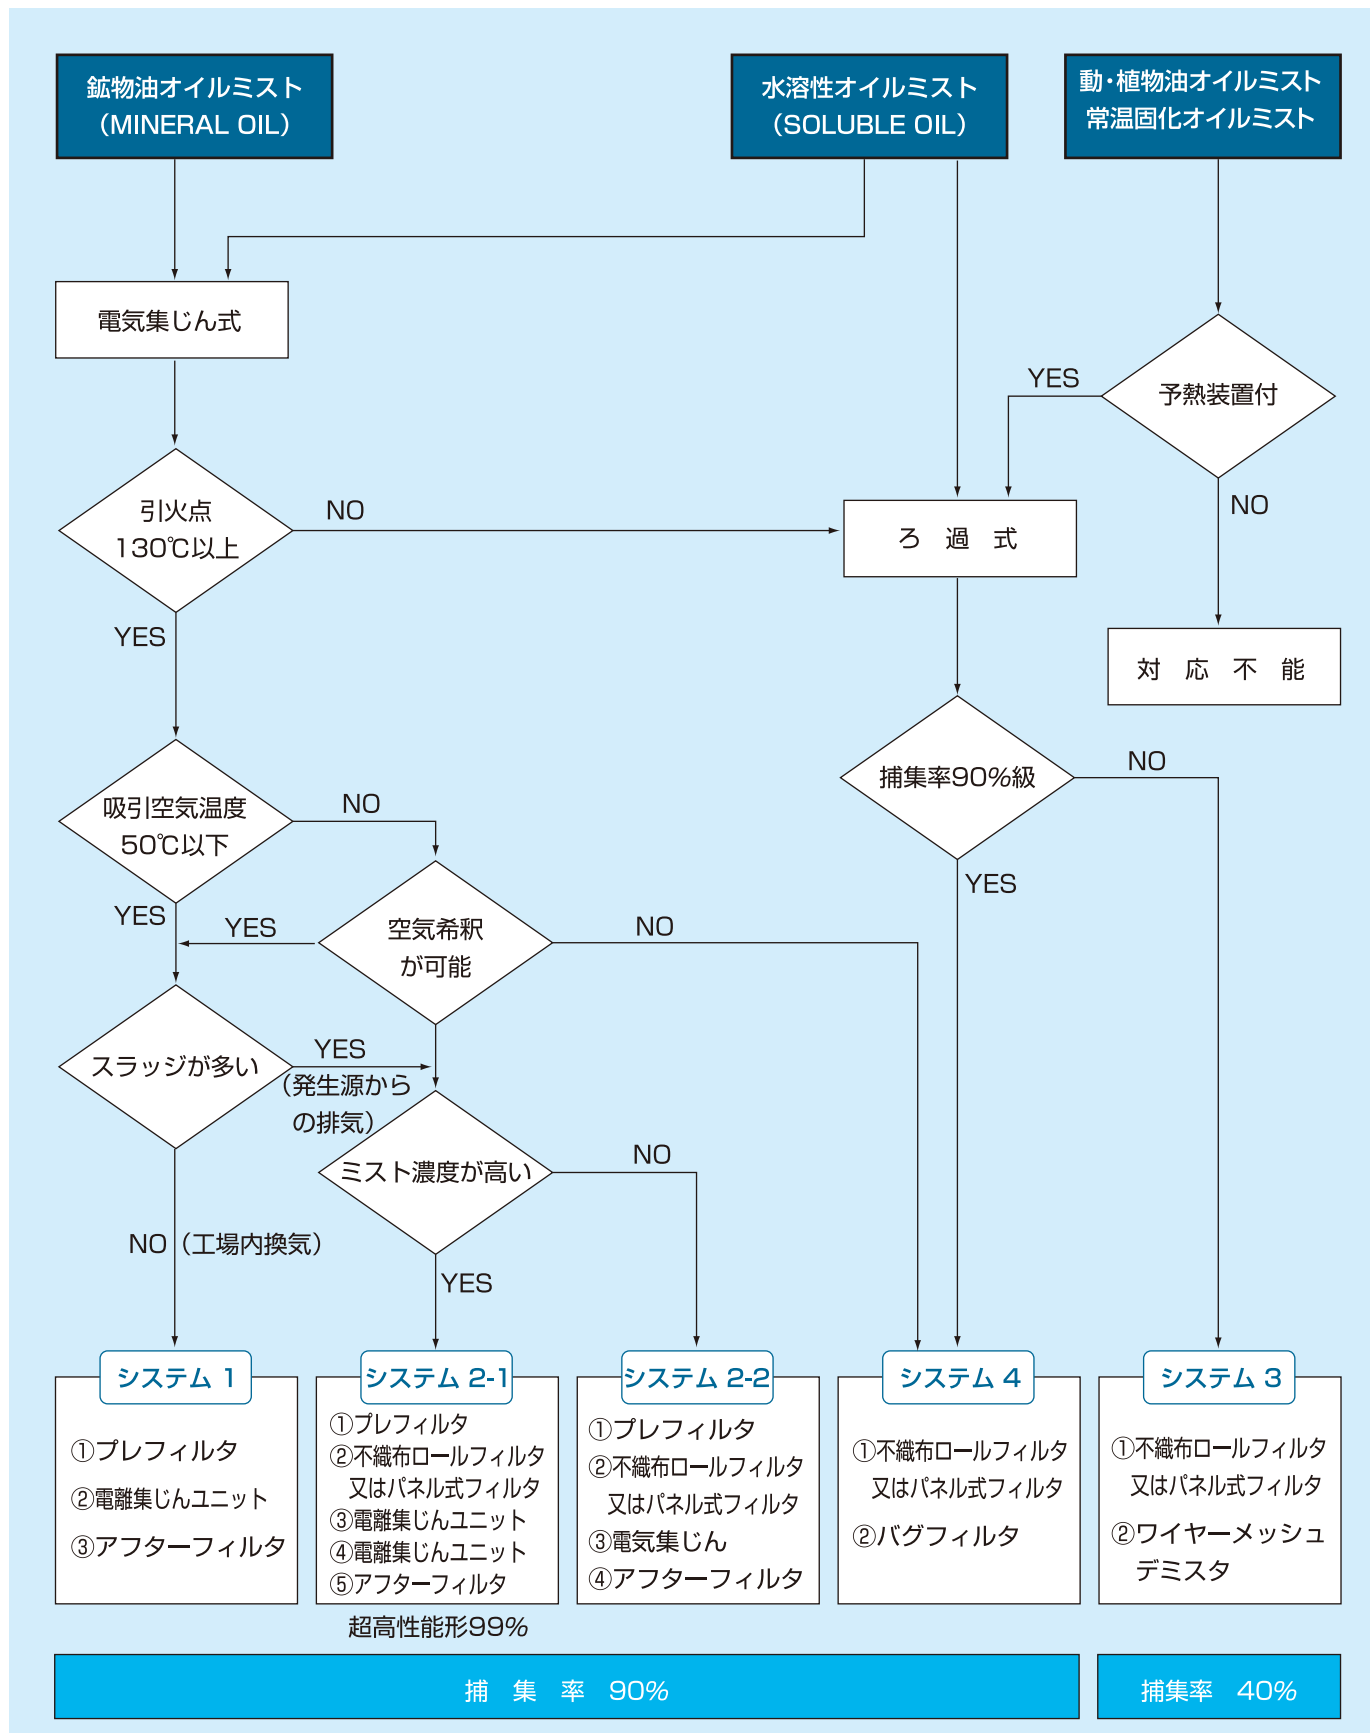 鉱物油オイルミスト
（MINERAL OIL）
水溶性オイルミスト
（SOLUBLE OIL）
動・植物油オイルミスト
常温固化オイルミスト
電気集じん式
YES
予熱装置付
引火点
130℃以上
NO
ろ 過 式
NO
YES
対 応 不 能
吸引空気温度
50℃以下
NO
捕集率90%級
NO
YES
YES
YES
空気希釈
が可能
NO
スラッジが多い
YES
（発生源から
の排気）
ミスト濃度が高い
NO
NO（工場内換気）
YES
システム 1
①プレフィルタ
②電離集じんユニット
③アフターフィルタ
システム 2-1
①プレフィルタ
②不織布ロールフィルタ
又はパネル式フィルタ
③電離集じんユニット
④電離集じんユニット
⑤アフターフィルタ
超高性能形99%
システム 2-2
①プレフィルタ
②不織布ロールフィルタ
又はパネル式フィルタ
③電気集じん
④アフターフィルタ
システム 4
①不織布ロールフィルタ
又はパネル式フィルタ
②バグフィルタ
システム 3
①不織布ロールフィルタ
又はパネル式フィルタ
②ワイヤーメッシュ
デミスタ
捕 集 率 90%
捕集率 40%